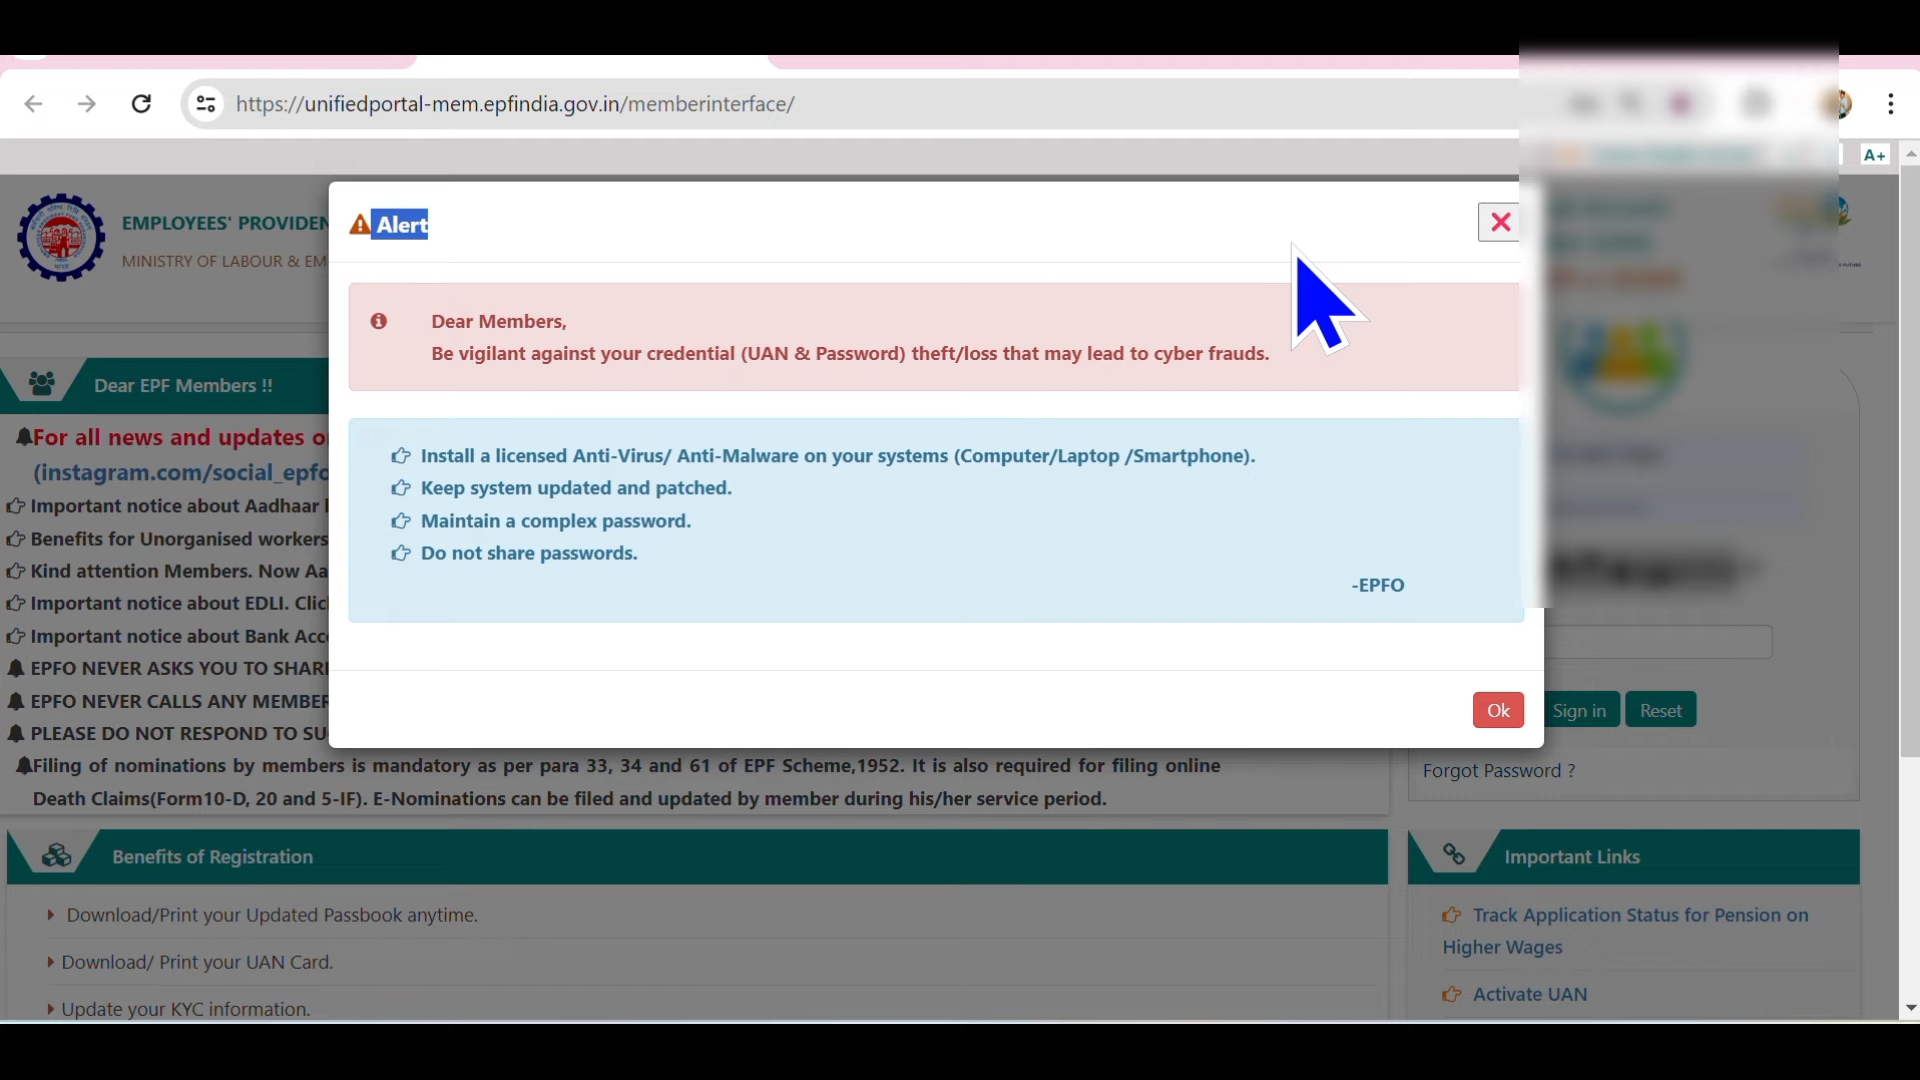 https://unifiedportal-mem.epfindia.gov.in/memberinterface/
A+
EMPLOYEES' PROVIDEN
MINISTRY OF LABOUR & EM
Alert
Dear Members,
Be vigilant against your credential (UAN & Password) theft/loss that may lead to cyber frauds.
Install a licensed Anti-Virus/ Anti-Malware on your systems (Computer/Laptop /Smartphone).
Keep system updated and patched.
Maintain a complex password.
Do not share passwords.
-EPFO
Ok
Dear EPF Members !!
For all news and updates o
(instagram.com/social_epfo
Important notice about Aadhaar
Benefits for Unorganised workers
Kind attention Members. Now Aa
Important notice about EDLI. Clic
Important notice about Bank Acc
EPFO NEVER ASKS YOU TO SHAR
EPFO NEVER CALLS ANY MEMBER
PLEASE DO NOT RESPOND TO SU
Filing of nominations by members is mandatory as per para 33, 34 and 61 of EPF Scheme,1952. It is also required for filing online
Death Claims(Form10-D, 20 and 5-IF). E-Nominations can be filed and updated by member during his/her service period.
Sign in Reset
Forgot Password ?
Benefits of Registration
Download/Print your Updated Passbook anytime.
Download/ Print your UAN Card.
Update your KYC information.
Important Links
Track Application Status for Pension on
Higher Wages
Activate UAN